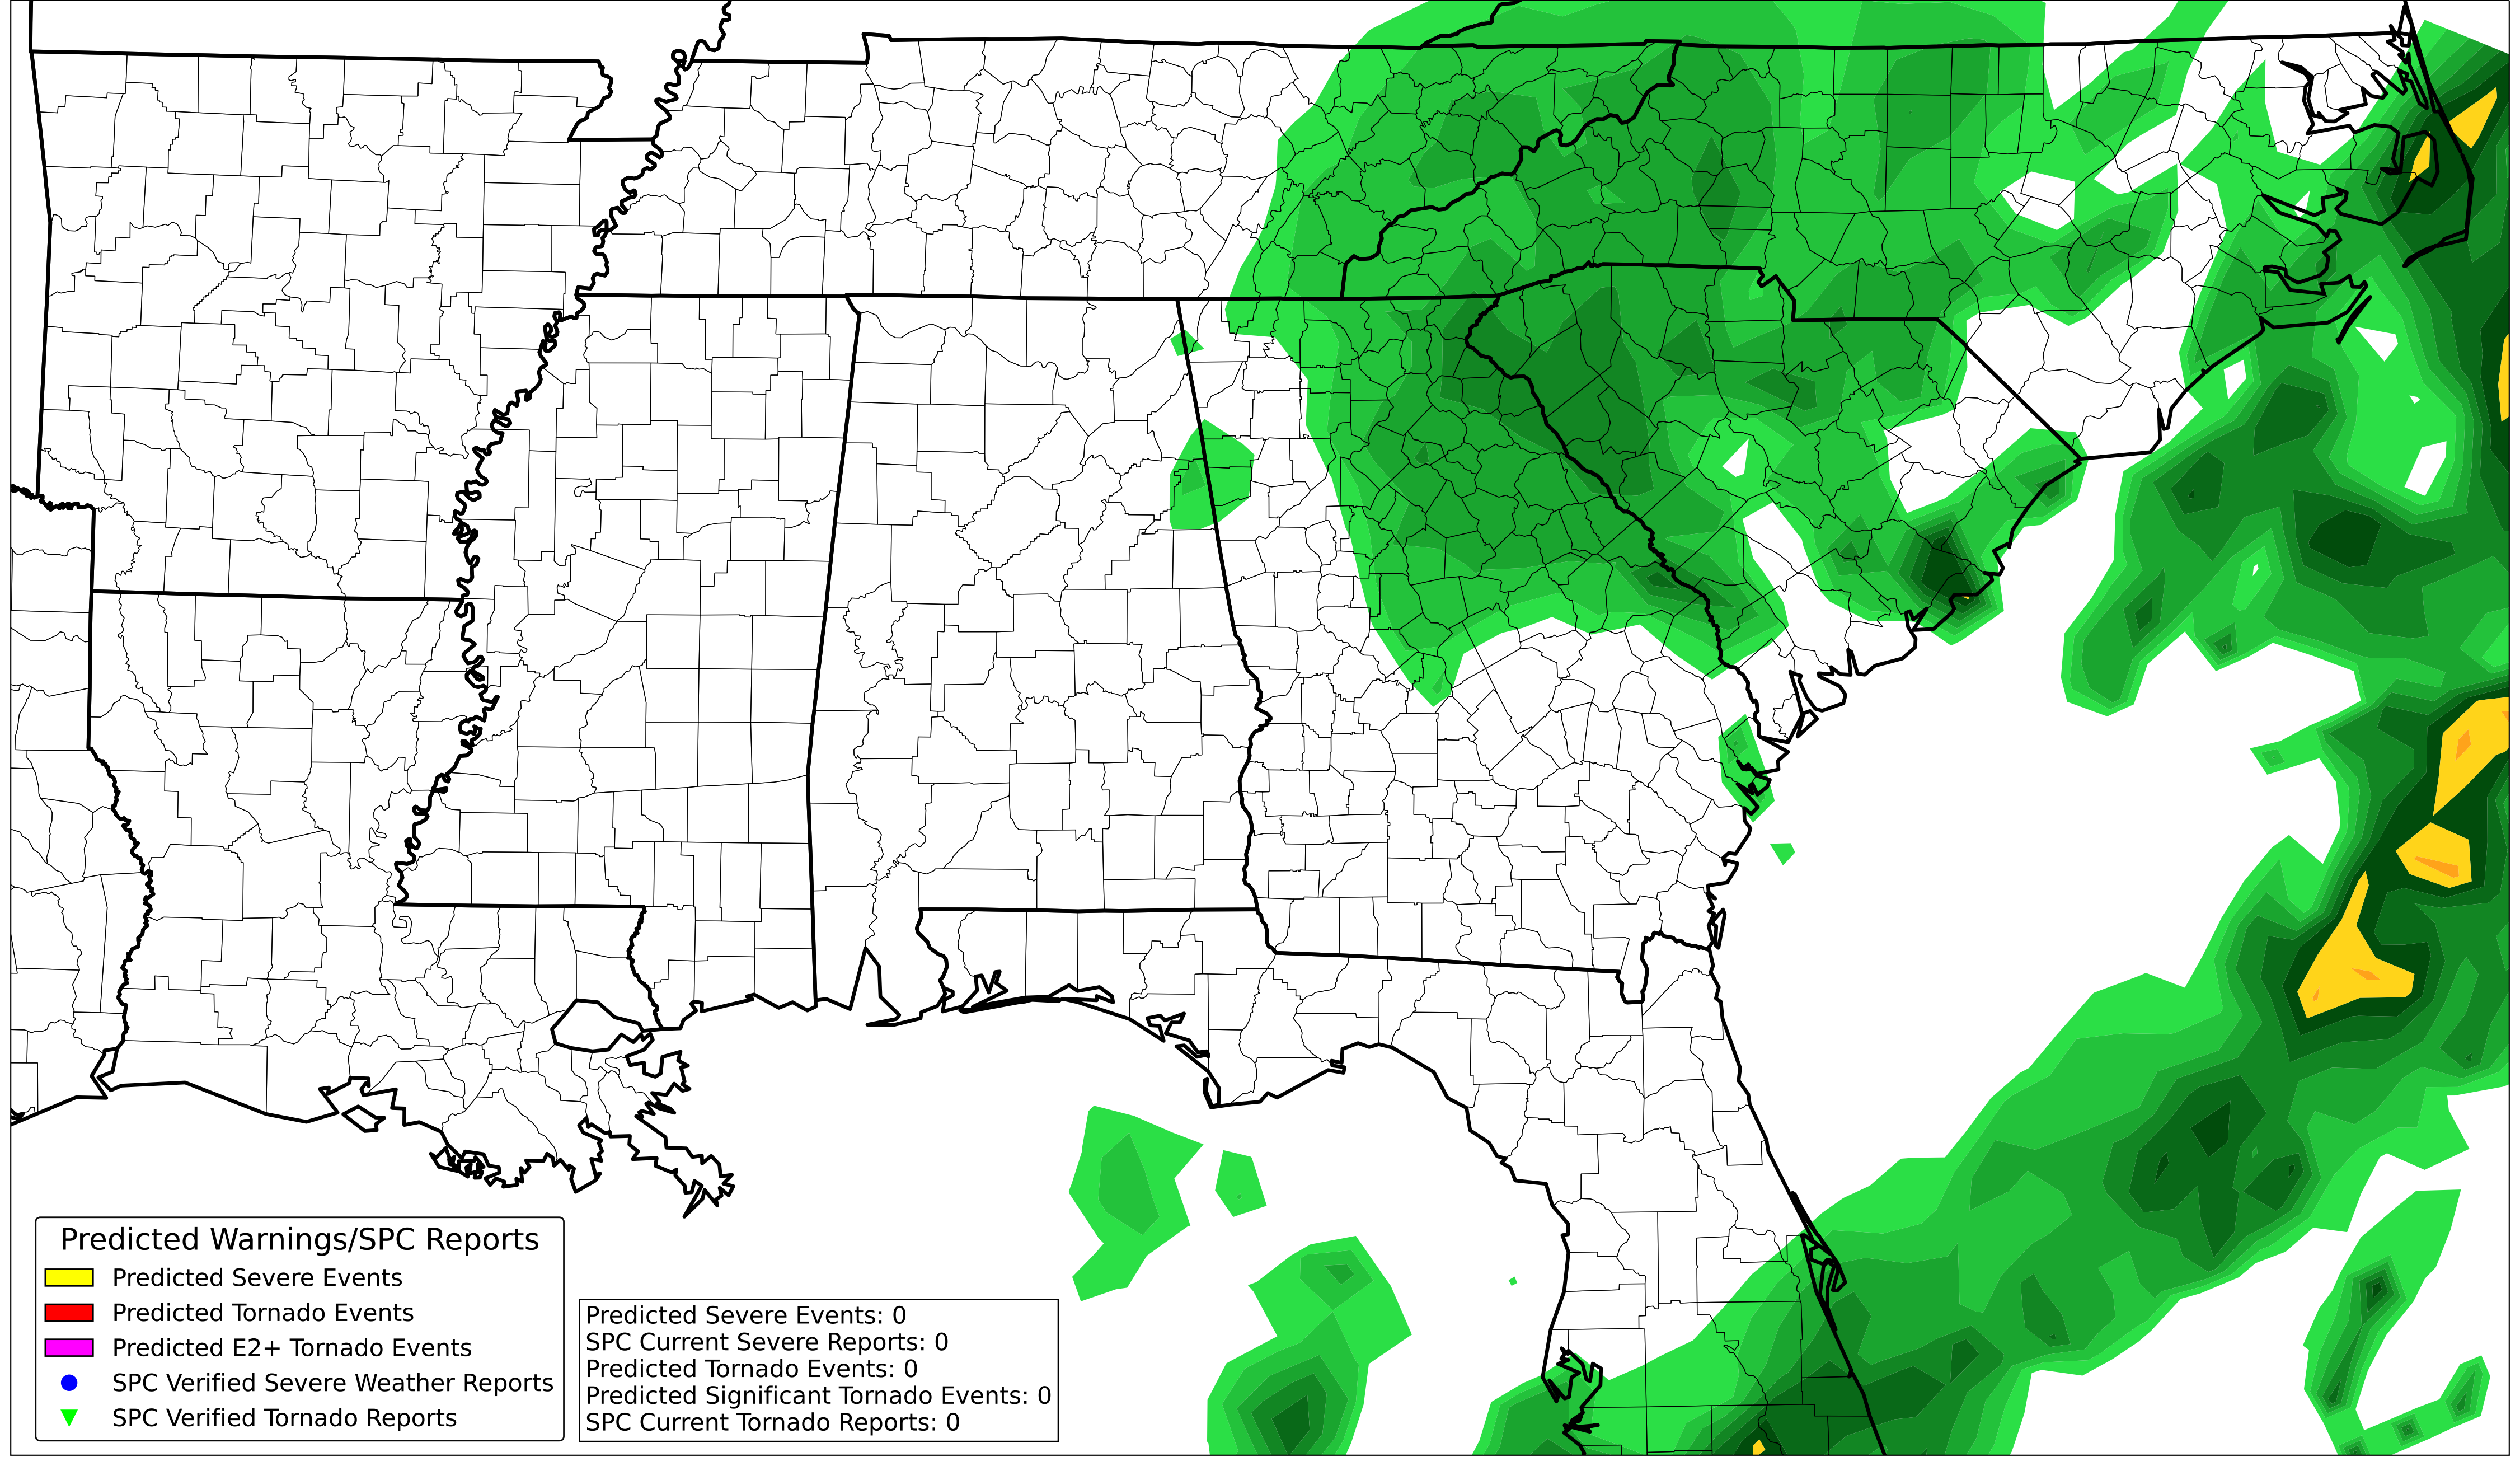 Predicted Warnings/SPC Reports
Predicted Severe Events
Predicted Tornado Events
Predicted E2+ Tornado Events
SPC Verified Severe Weather Reports
SPC Verified Tornado Reports
Predicted Severe Events: 0
SPC Current Severe Reports: 0
Predicted Tornado Events: 0
Predicted Significant Tornado Events: 0
SPC Current Tornado Reports: 0